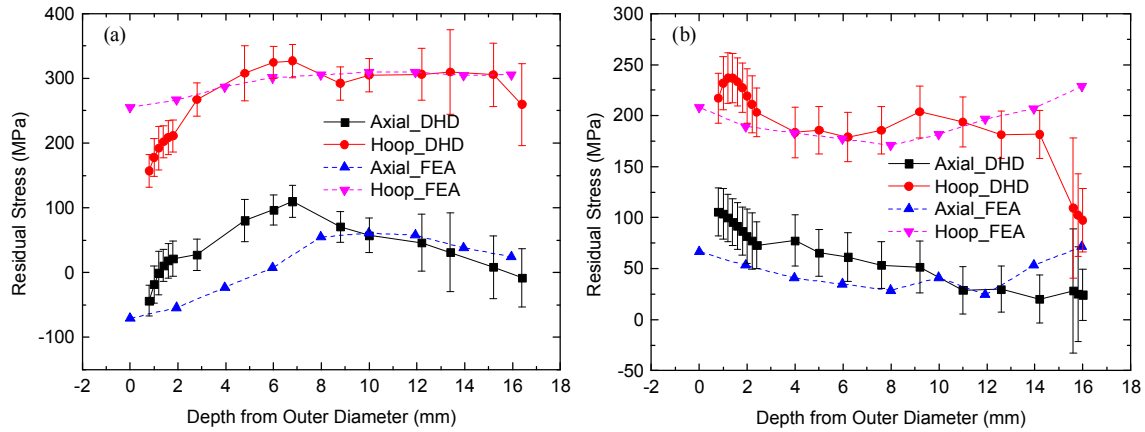 (a)
Residual Stress (MPa)
400
300
200
100
0
-100
Axial_DHD
Hoop_DHD
Axial_FEA
Hoop_FEA
-2 0 2 4 6 8 10 12 14 16 18
Depth from Outer Diameter (mm)
(b)
Residual Stress (MPa)
300
250
200
150
100
50
0
-50
Axial_DHD
Hoop_DHD
Axial_FEA
Hoop_FEA
-2 0 2 4 6 8 10 12 14 16 18
Depth from Outer Diameter (mm)